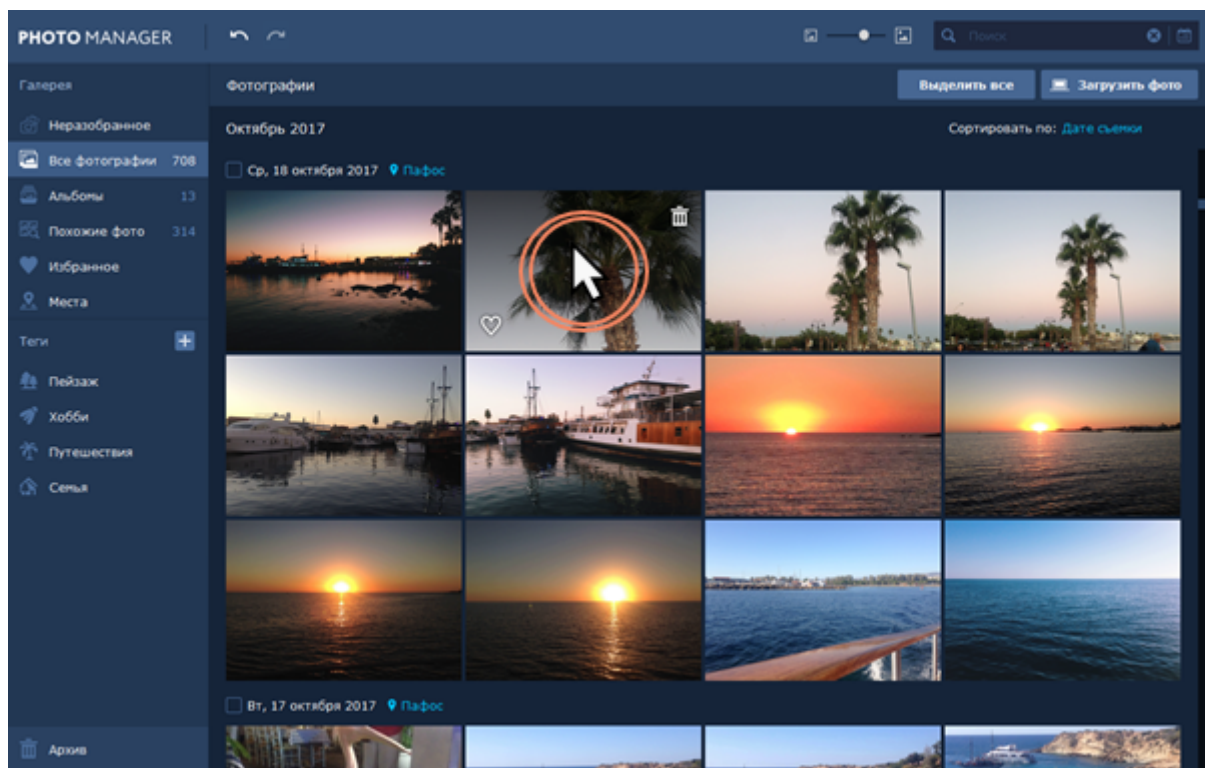 PHOTO MANAGER
Поиск
Галерея
Фотографии
Выделить все
Загрузить фото
Неразобранное
Октябрь 2017
Сортировать по: Дате съемки
Все фотографии 708
Ср, 18 октября 2017 Пафос
Альбомы 13
Похожие фото 314
Избранное
Места
Теги
Пейзаж
Хобби
Путешествия
Семья
Вт, 17 октября 2017 Пафос
Архив